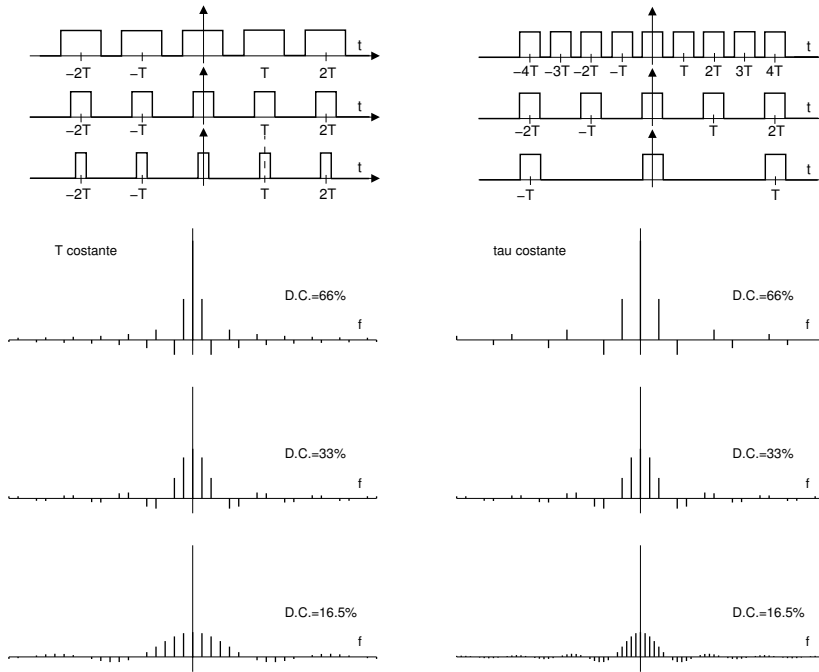 t
−2T −T T 2T
t
−2T −T T 2T
t
−2T −T T 2T
t
−4T −3T −2T −T T 2T 3T 4T
t
−2T −T T 2T
t
−T T
T costante
D.C.=66%
f
D.C.=33%
f
D.C.=16.5%
f
tau costante
D.C.=66%
f
D.C.=33%
f
D.C.=16.5%
f